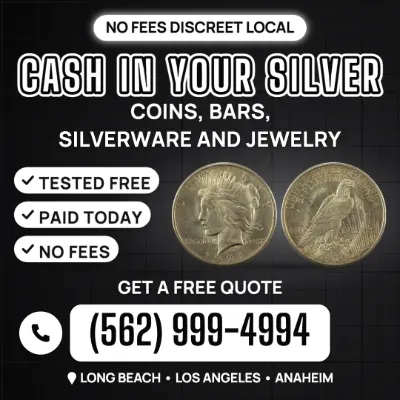 NO FEES DISCREET LOCAL
CASH IN YOUR SILVER
COINS, BARS,
SILVERWARE AND JEWELRY
TESTED FREE
PAID TODAY
NO FEES
GET A FREE QUOTE
(562) 999-4994
LONG BEACH • LOS ANGELES • ANAHEIM